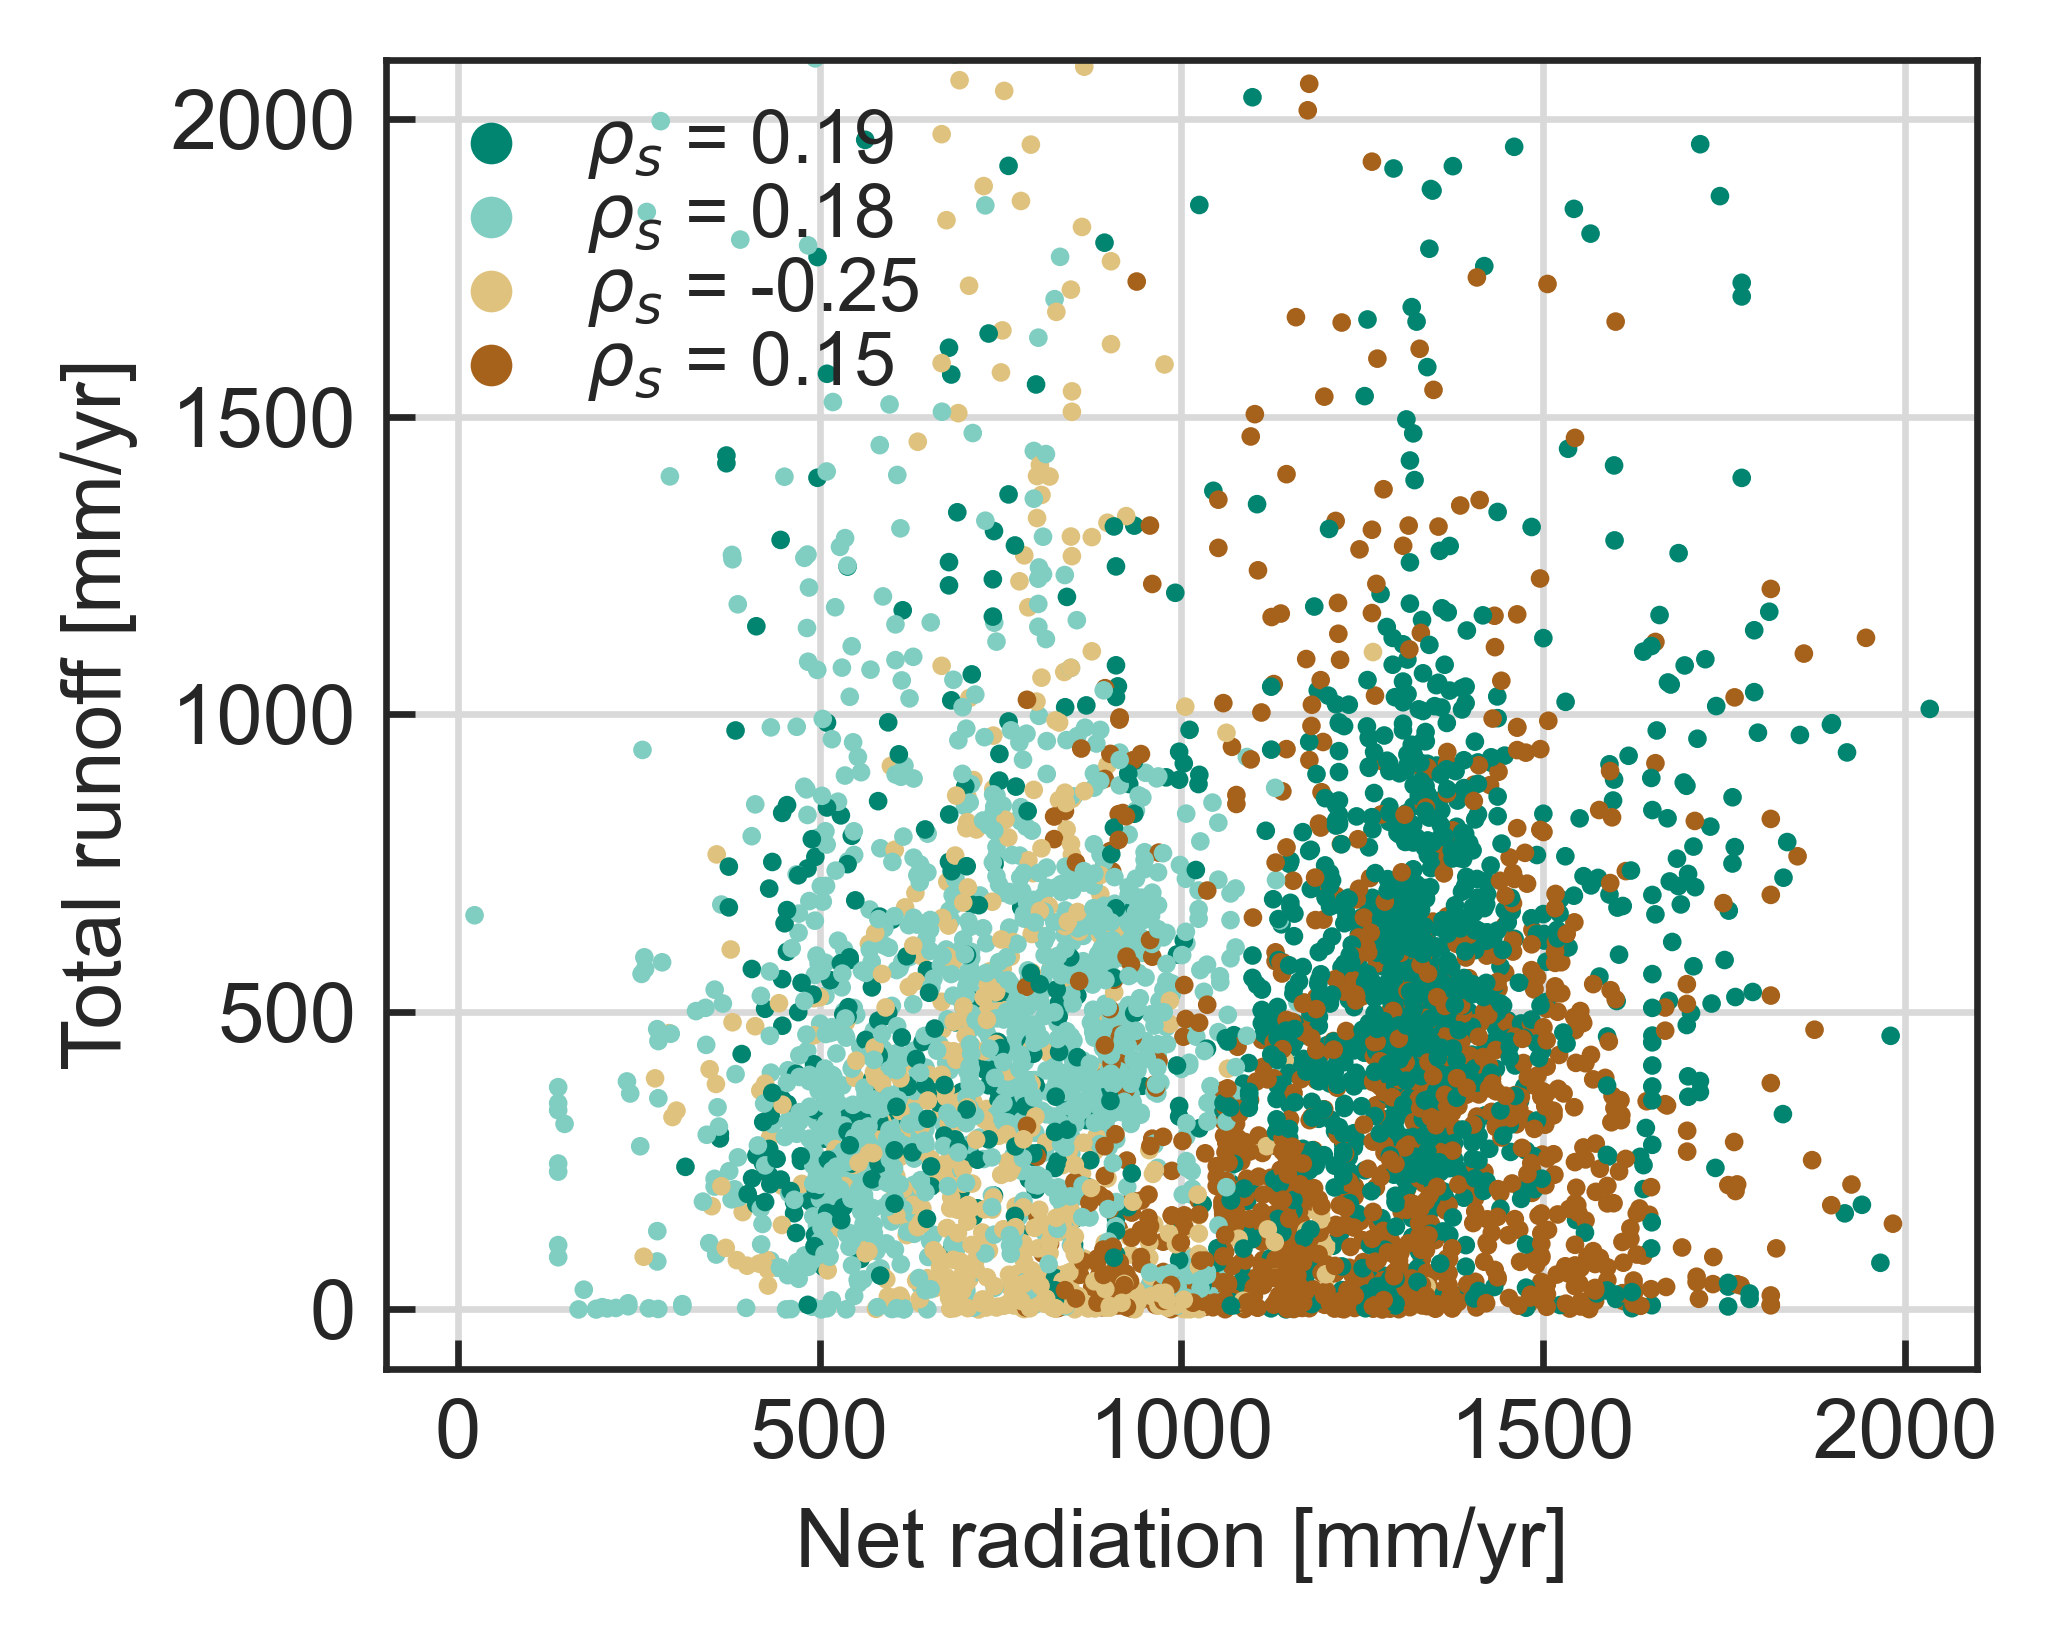 2000
1500
1000
500
0
ρs = 0.19
ρs = 0.18
ρs = -0.25
ρs = 0.15
Total runoff [mm/yr]
0 500 1000 1500 2000
Net radiation [mm/yr]